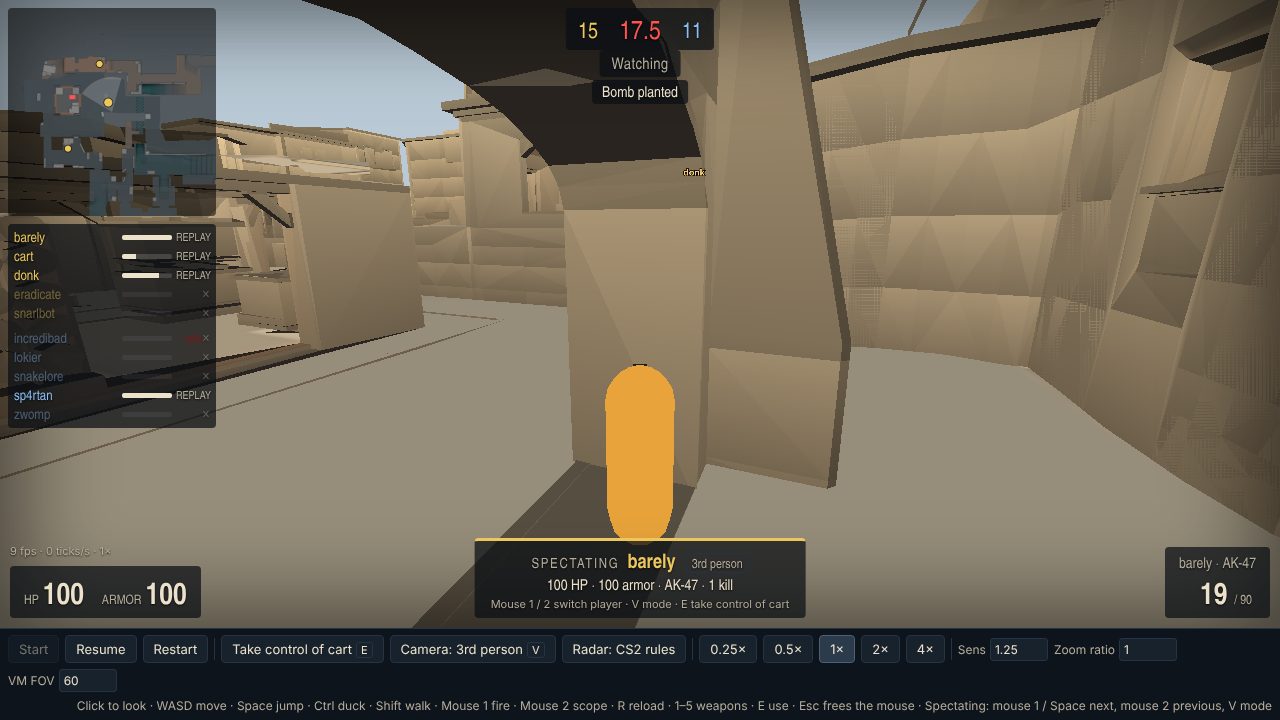 15 17.5 11
Watching
Bomb planted
donk
barely REPLAY
cart REPLAY
donk REPLAY
eradicate ×
snarlbot ×
incredibad ×
lokier ×
snakelore ×
sp4rtan REPLAY
zwomp ×
9 fps · 0 ticks/s · 1×
HP 100 ARMOR 100
SPECTATING barely 3rd person
100 HP · 100 armor · AK-47 · 1 kill
Mouse 1 / 2 switch player · V mode · E take control of cart
barely · AK-47
19 / 90
Start Resume Restart Take control of cart E Camera: 3rd person V Radar: CS2 rules 0.25× 0.5× 1× 2× 4× Sens 1.25 Zoom ratio 1
VM FOV 60
Click to look · WASD move · Space jump · Ctrl duck · Shift walk · Mouse 1 fire · Mouse 2 scope · R reload · 1–5 weapons · E use · Esc frees the mouse · Spectating: mouse 1 / Space next, mouse 2 previous, V mode